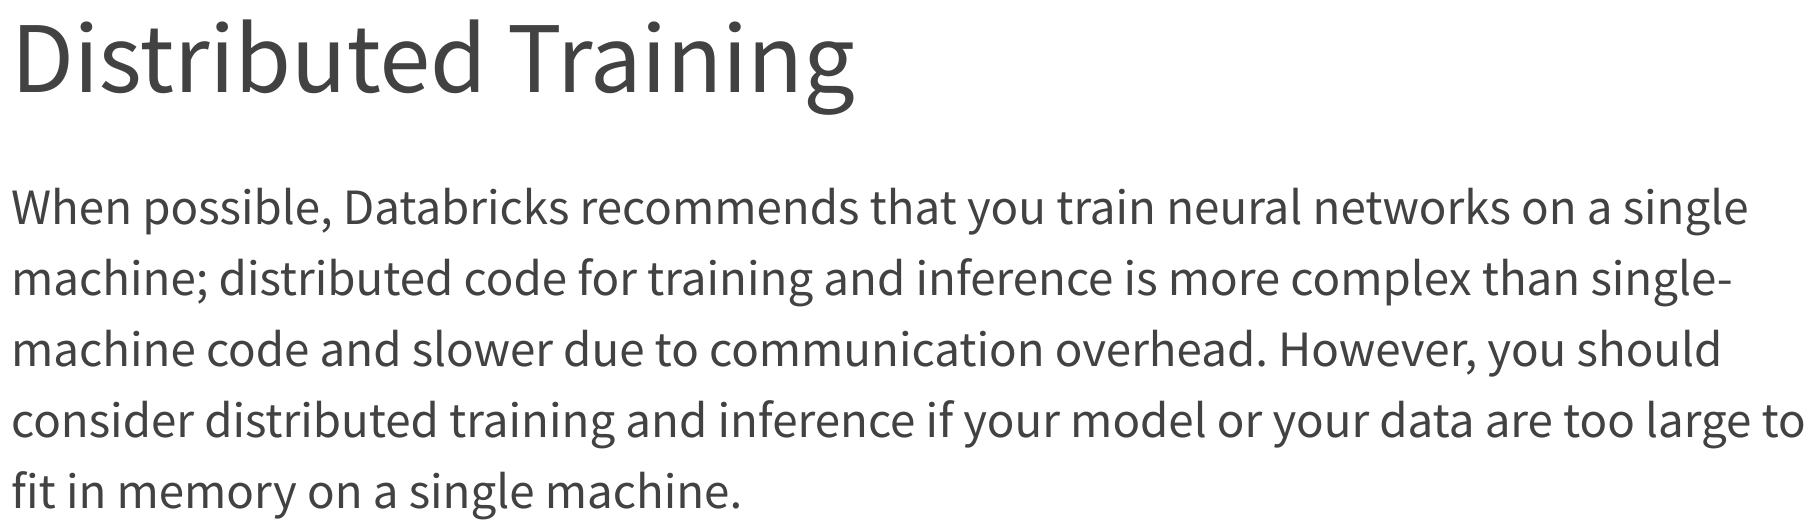 Distributed Training
When possible, Databricks recommends that you train neural networks on a single
machine; distributed code for training and inference is more complex than single-
machine code and slower due to communication overhead. However, you should
consider distributed training and inference if your model or your data are too large to
fit in memory on a single machine.